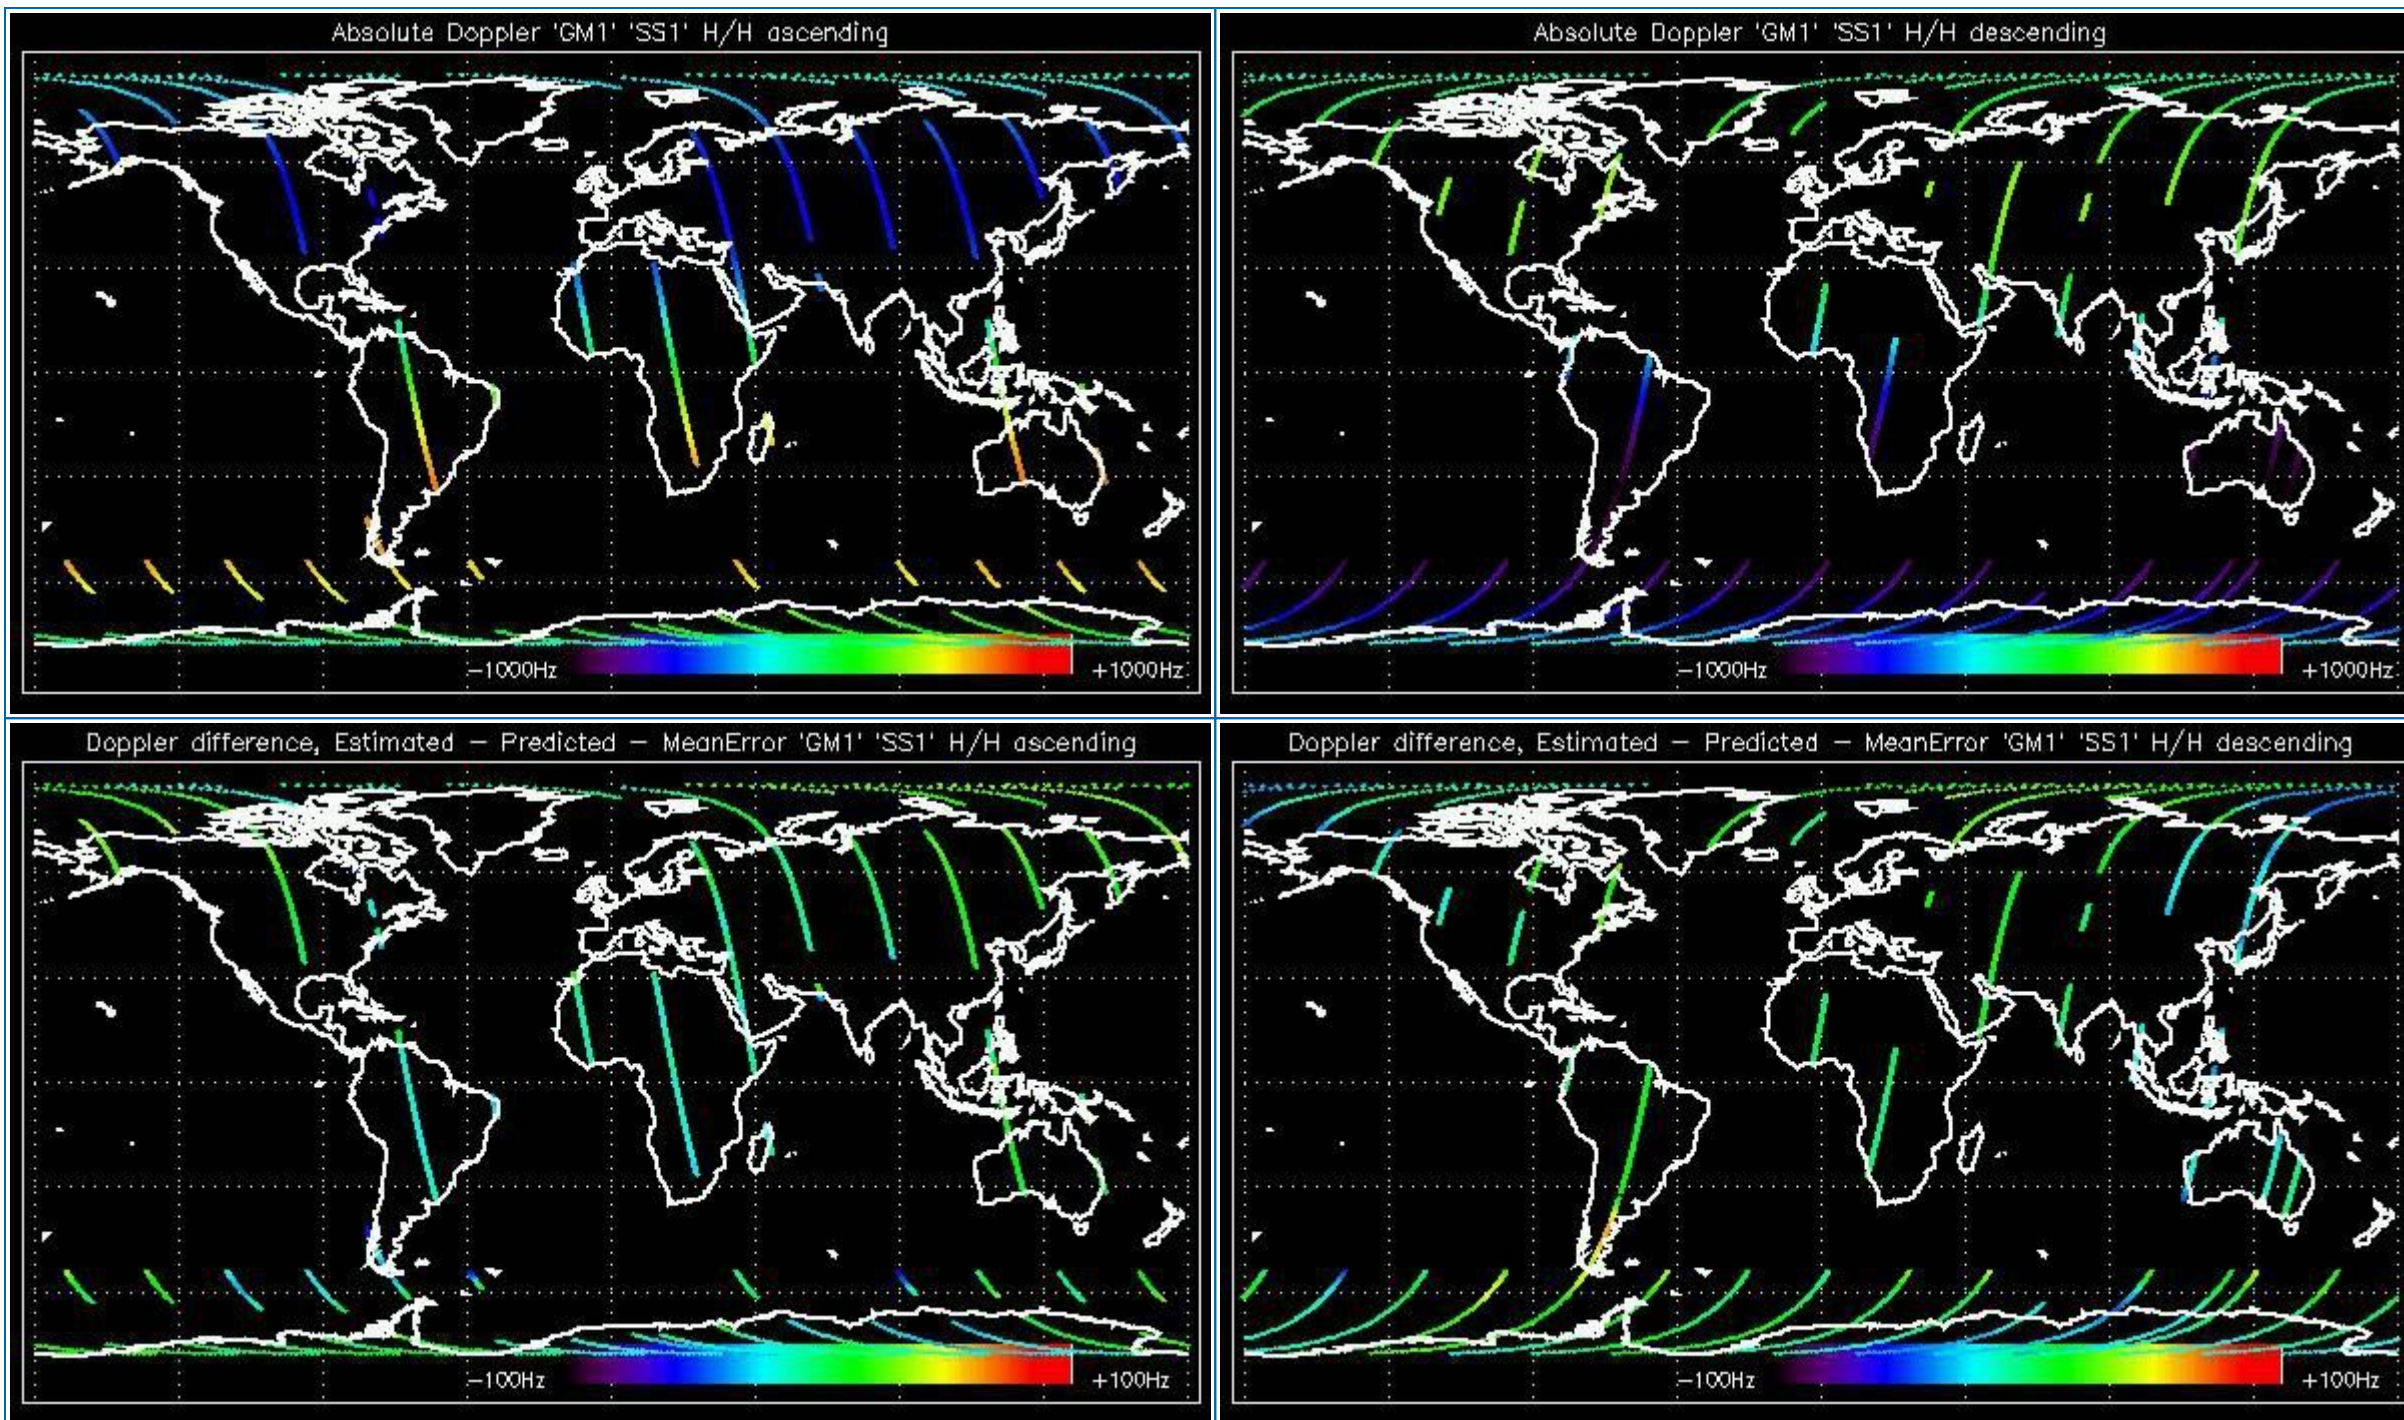 Absolute Doppler 'GM1' 'SS1' H/H ascending
−1000Hz
+1000Hz
Absolute Doppler 'GM1' 'SS1' H/H descending
−1000Hz
+1000Hz
Doppler difference, Estimated − Predicted − MeanError 'GM1' 'SS1' H/H ascending
−100Hz
+100Hz
Doppler difference, Estimated − Predicted − MeanError 'GM1' 'SS1' H/H descending
−100Hz
+100Hz